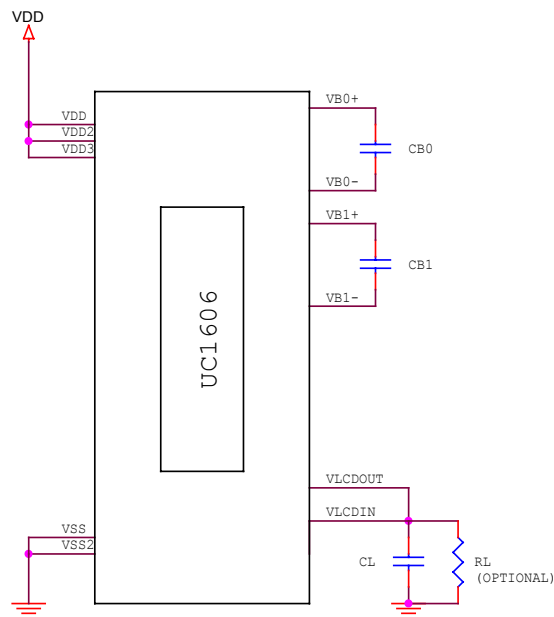 VDD
VDD
VDD2
VDD3
VB0+
CB0
VB0-
VB1+
CB1
VB1-
UC1606
VLCDOUT
VLCDIN
VSS
VSS2
CL
RL
(OPTIONAL)